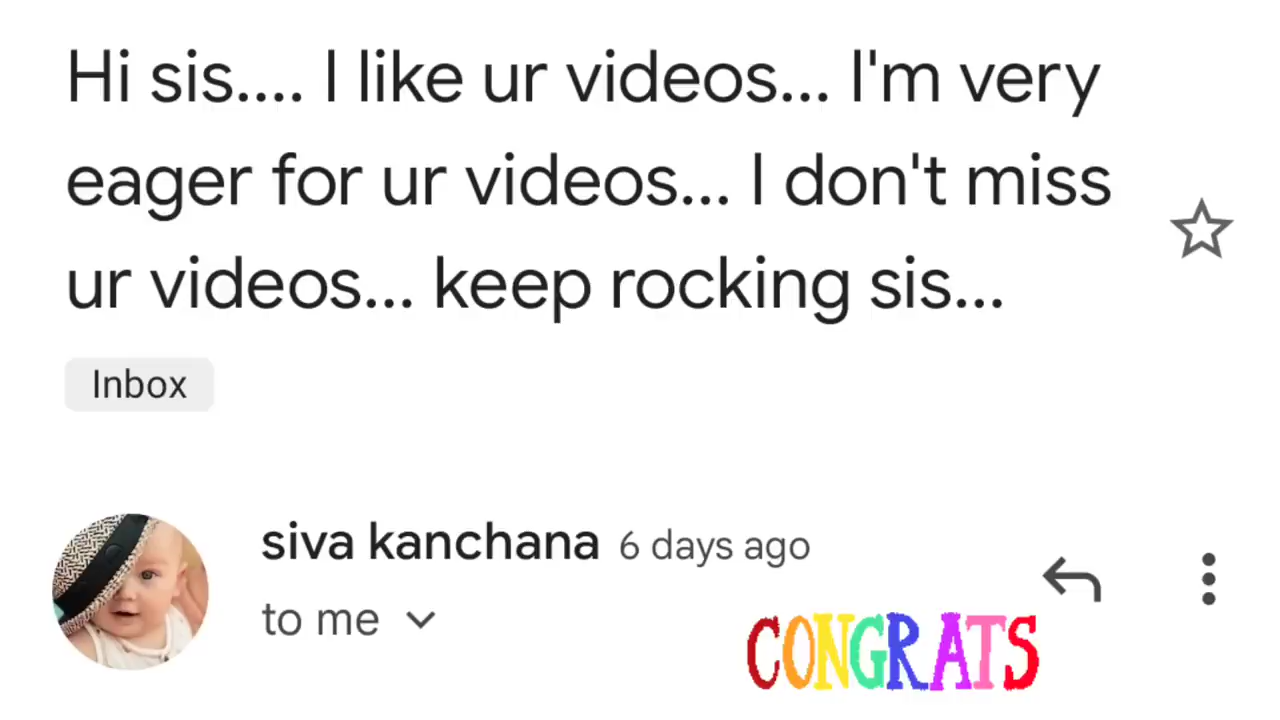 Hi sis.... I like ur videos... I'm very
eager for ur videos... I don't miss
ur videos... keep rocking sis...
Inbox
siva kanchana 6 days ago
to me
CONGRATS